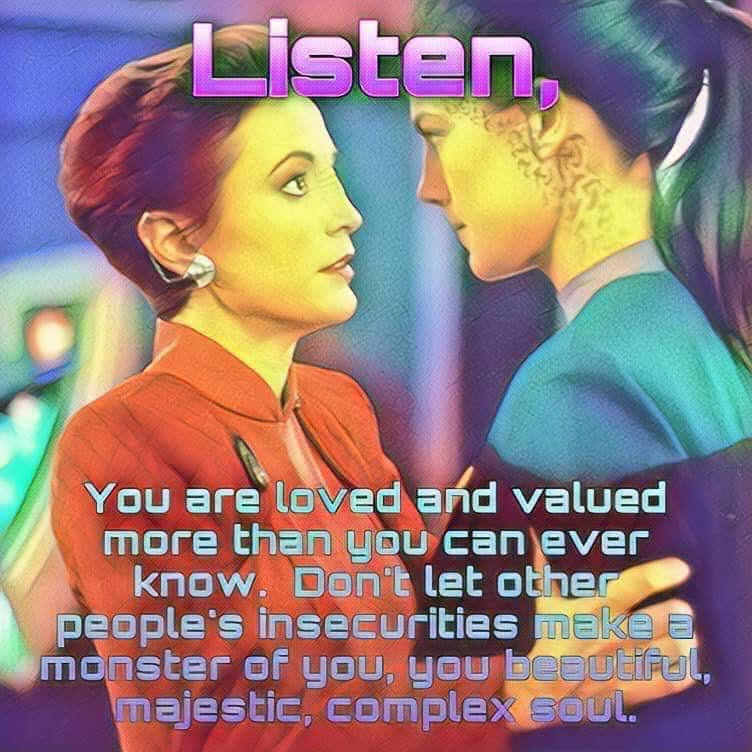 Listen,
You are loved and valued
more than you can ever
know.  Don't let other
people's insecurities make a
monster of you, you beautiful,
majestic, complex soul.